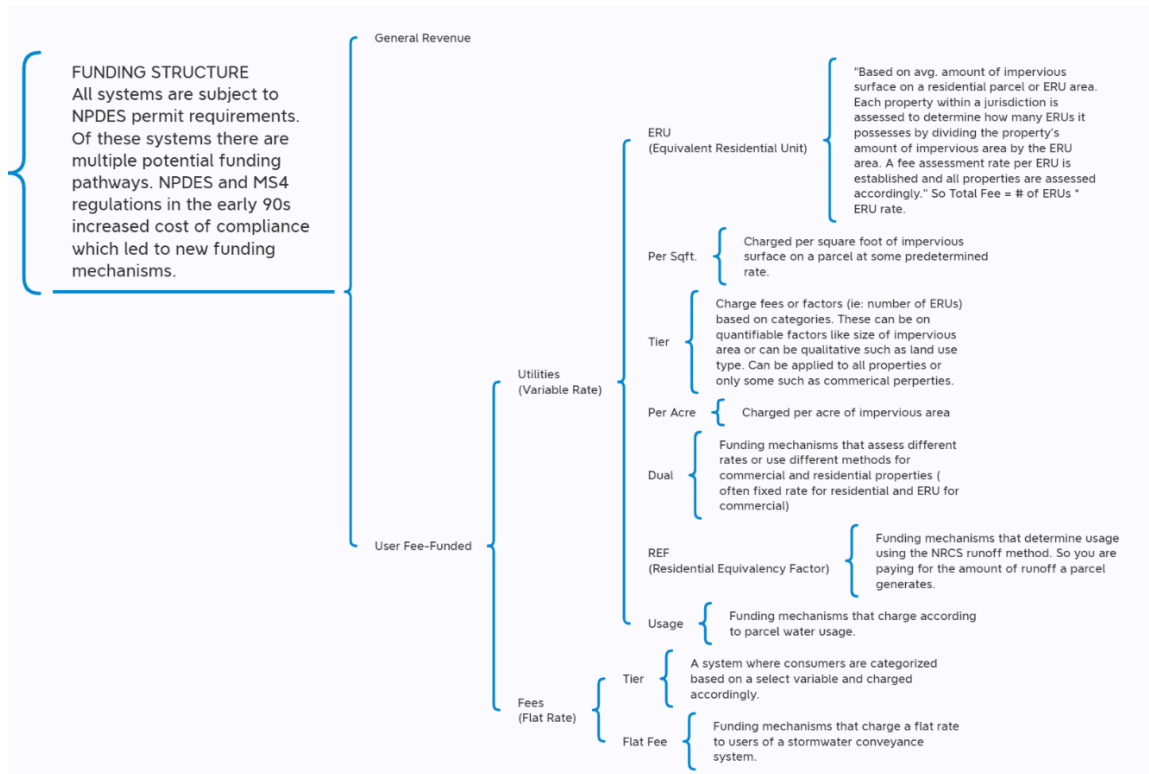 FUNDING STRUCTURE
All systems are subject to
NPDES permit requirements.
Of these systems there are
multiple potential funding
pathways. NPDES and MS4
regulations in the early 90s
increased cost of compliance
which led to new funding
mechanisms.
General Revenue
User Fee-Funded
Utilities
(Variable Rate)
ERU
(Equivalent Residential Unit)
"Based on avg. amount of impervious
surface on a residential parcel or ERU area.
Each property within a jurisdiction is
assessed to determine how many ERUs it
possesses by dividing the property's
amount of impervious area by the ERU
area. A fee assessment rate per ERU is
established and all properties are assessed
accordingly." So Total Fee = # of ERUs *
ERU rate.
Per Sqft.
Charged per square foot of impervious
surface on a parcel at some predetermined
rate.
Tier
Charge fees or factors (ie: number of ERUs)
based on categories. These can be on
quantifiable factors like size of impervious
area or can be qualitative such as land use
type. Can be applied to all properties or
only some such as commerical perperties.
Per Acre
Charged per acre of impervious area
Dual
Funding mechanisms that assess different
rates or use different methods for
commercial and residential properties (
often fixed rate for residential and ERU for
commercial)
REF
(Residential Equivalency Factor)
Funding mechanisms that determine usage
using the NRCS runoff method. So you are
paying for the amount of runoff a parcel
generates.
Usage
Funding mechanisms that charge according
to parcel water usage.
Fees
(Flat Rate)
Tier
A system where consumers are categorized
based on a select variable and charged
accordingly.
Flat Fee
Funding mechanisms that charge a flat rate
to users of a stormwater conveyance
system.